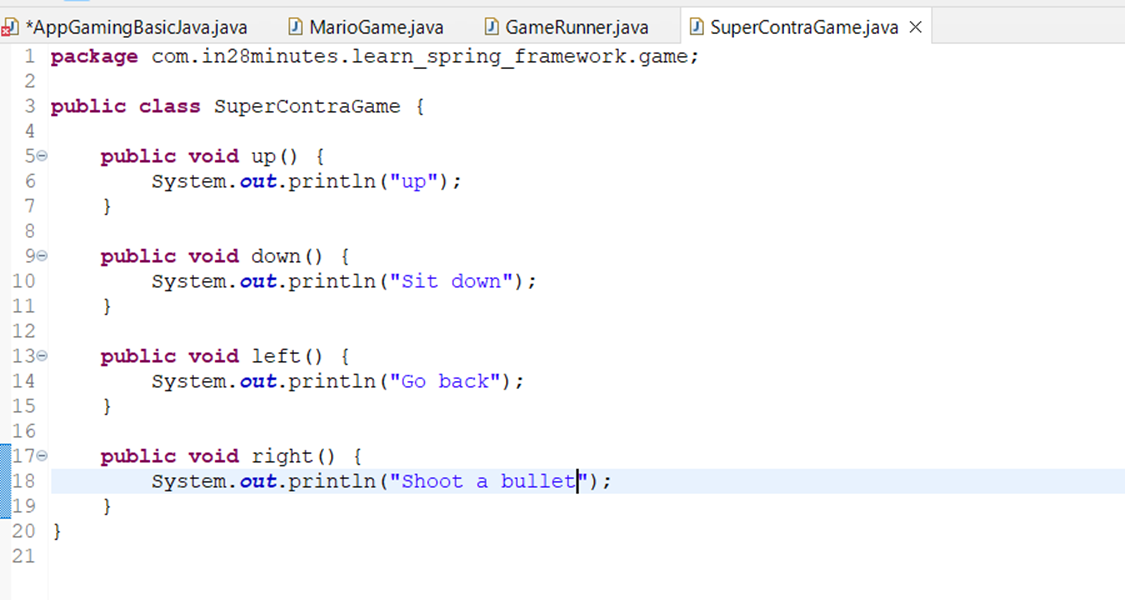 *AppGamingBasicJava.java MarioGame.java GameRunner.java SuperContraGame.java
1 package com.in28minutes.learn_spring_framework.game;
2
3 public class SuperContraGame {
4
5 public void up() {
6 System.out.println("up");
7 }
8
9 public void down() {
10 System.out.println("Sit down");
11 }
12
13 public void left() {
14 System.out.println("Go back");
15 }
16
17 public void right() {
18 System.out.println("Shoot a bullet");
19 }
20 }
21